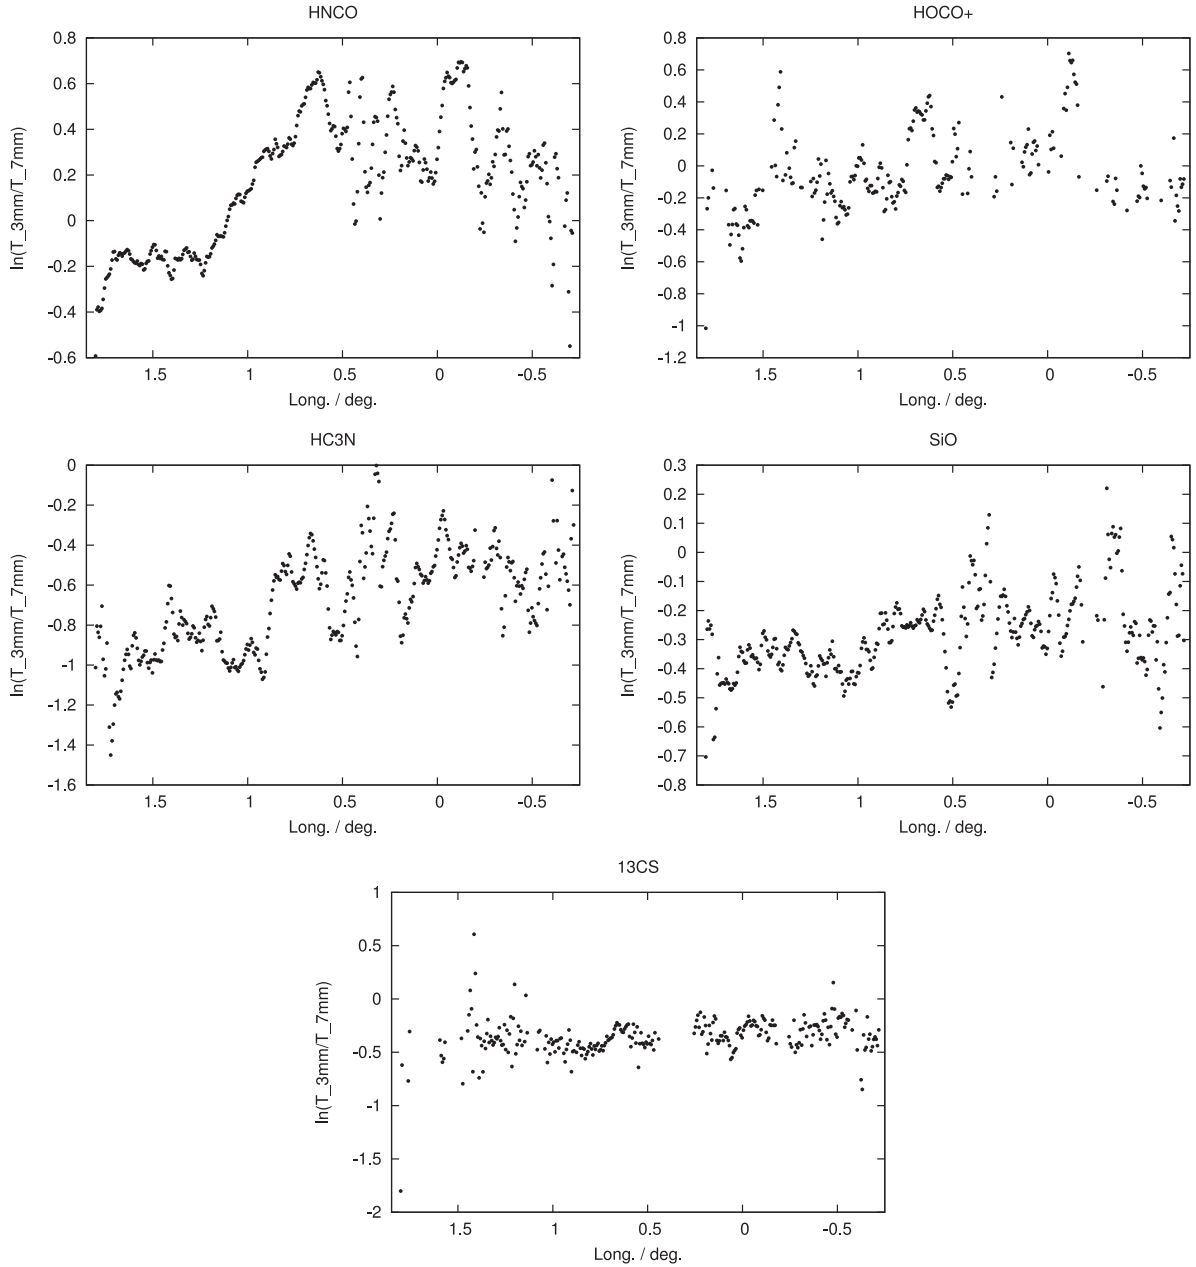 HNCO
ln(T_3mm/T_7mm)
0.8
0.6
0.4
0.2
0
-0.2
-0.4
-0.6
1.5 1 0.5 0 -0.5
Long. / deg.
HOCO+
ln(T_3mm/T_7mm)
0.8
0.6
0.4
0.2
0
-0.2
-0.4
-0.6
-0.8
-1
-1.2
1.5 1 0.5 0 -0.5
Long. / deg.
HC3N
ln(T_3mm/T_7mm)
0
-0.2
-0.4
-0.6
-0.8
-1
-1.2
-1.4
-1.6
1.5 1 0.5 0 -0.5
Long. / deg.
SiO
ln(T_3mm/T_7mm)
0.3
0.2
0.1
0
-0.1
-0.2
-0.3
-0.4
-0.5
-0.6
-0.7
-0.8
1.5 1 0.5 0 -0.5
Long. / deg.
13CS
ln(T_3mm/T_7mm)
1
0.5
0
-0.5
-1
-1.5
-2
1.5 1 0.5 0 -0.5
Long. / deg.